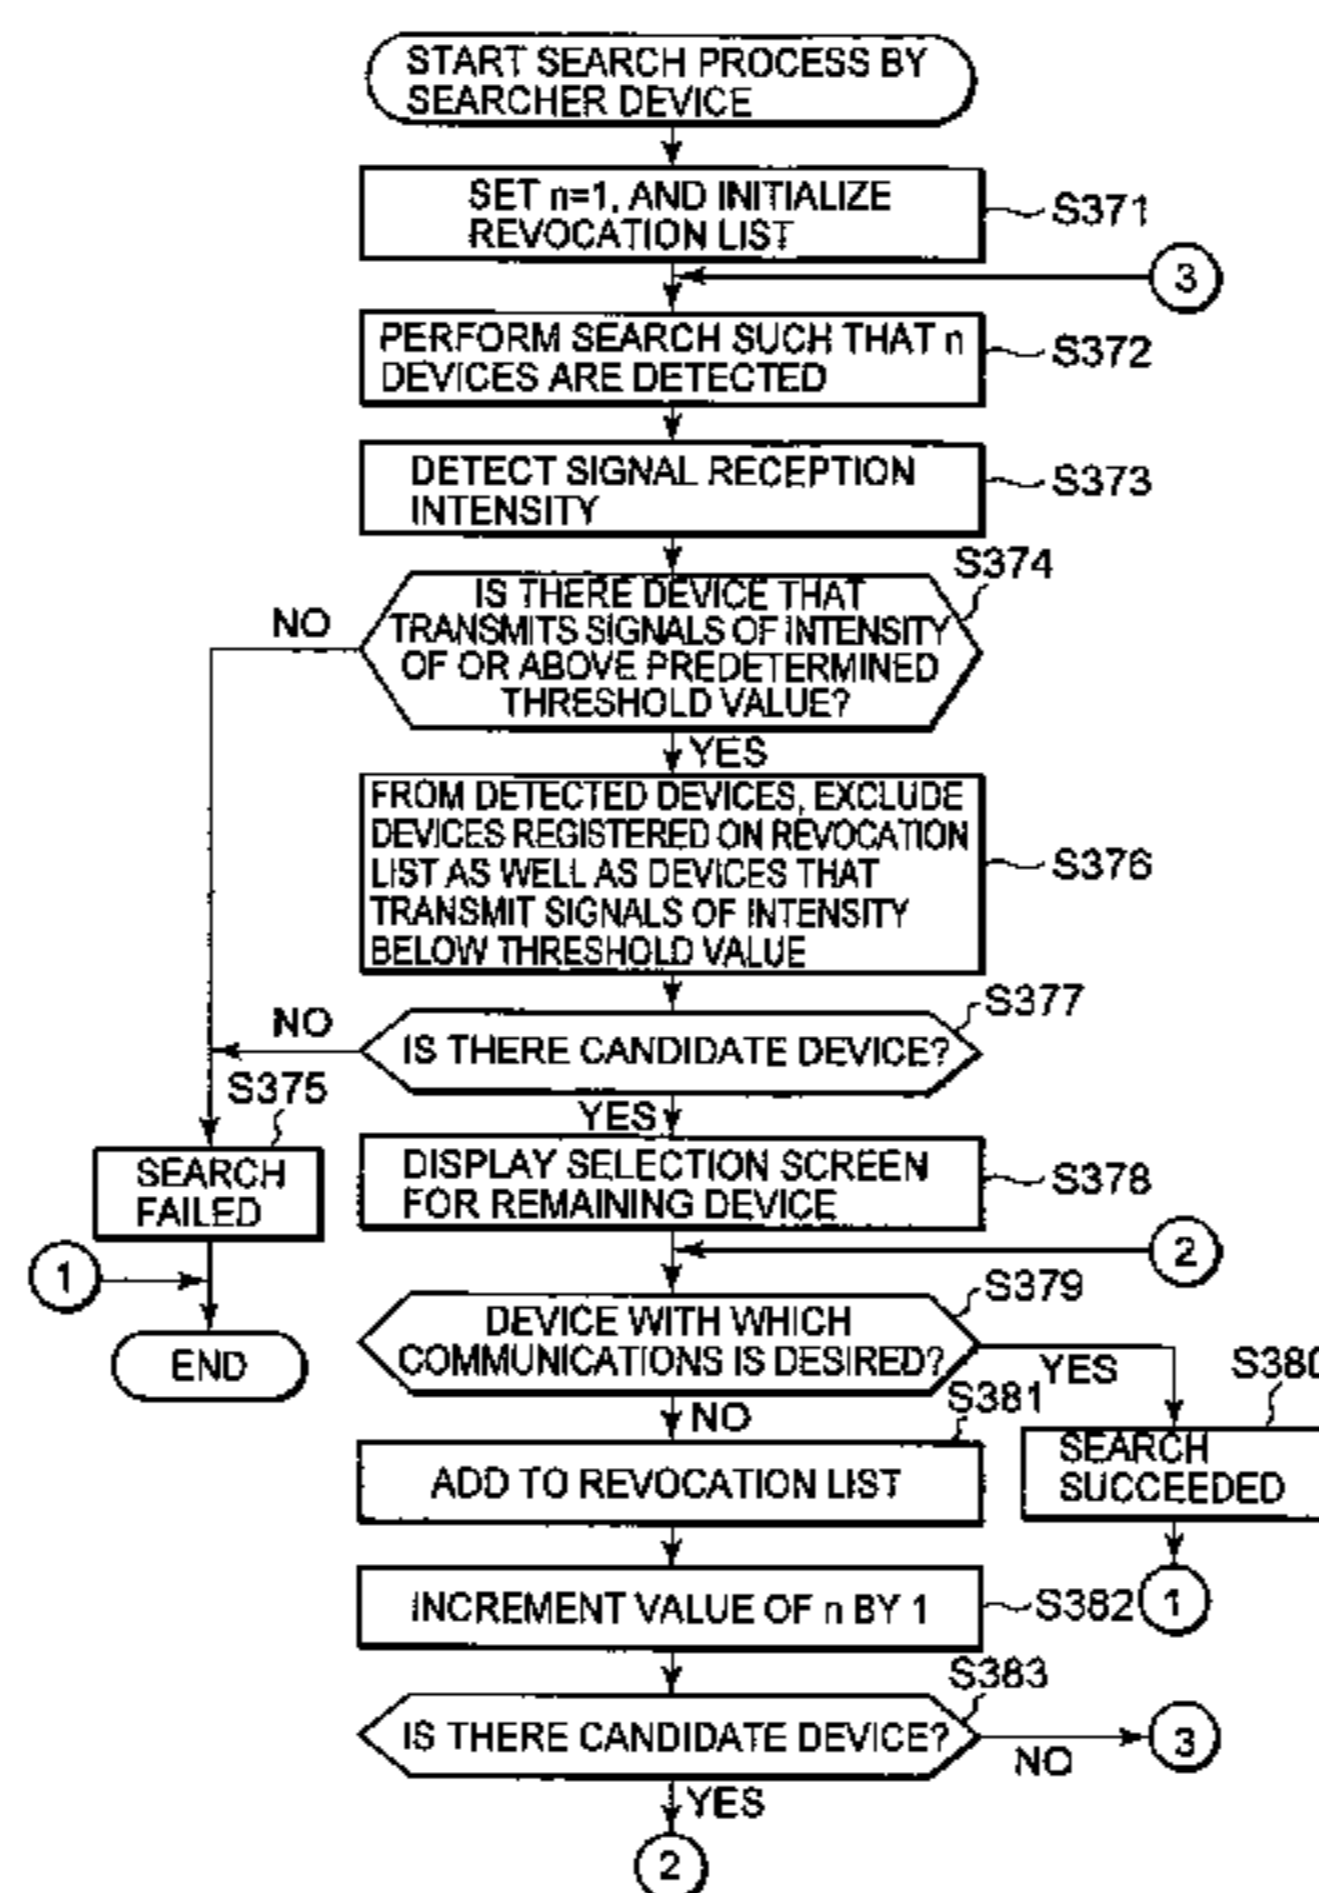 START SEARCH PROCESS BY
SEARCHER DEVICE
SET n=1, AND INITIALIZE
REVOCATION LIST
S371
3
PERFORM SEARCH SUCH THAT n
DEVICES ARE DETECTED
S372
DETECT SIGNAL RECEPTION
INTENSITY
S373
S374
IS THERE DEVICE THAT
TRANSMITS SIGNALS OF INTENSITY
OF OR ABOVE PREDETERMINED
THRESHOLD VALUE?
NO
YES
FROM DETECTED DEVICES, EXCLUDE
DEVICES REGISTERED ON REVOCATION
LIST AS WELL AS DEVICES THAT
TRANSMIT SIGNALS OF INTENSITY
BELOW THRESHOLD VALUE
S376
S377
NO
IS THERE CANDIDATE DEVICE?
S375
YES
SEARCH
FAILED
DISPLAY SELECTION SCREEN
FOR REMAINING DEVICE
S378
2
1
END
S379
DEVICE WITH WHICH
COMMUNICATIONS IS DESIRED?
YES
S380
NO
S381
SEARCH
SUCCEEDED
ADD TO REVOCATION LIST
INCREMENT VALUE OF n BY 1
S382
1
S383
IS THERE CANDIDATE DEVICE?
NO
3
YES
2